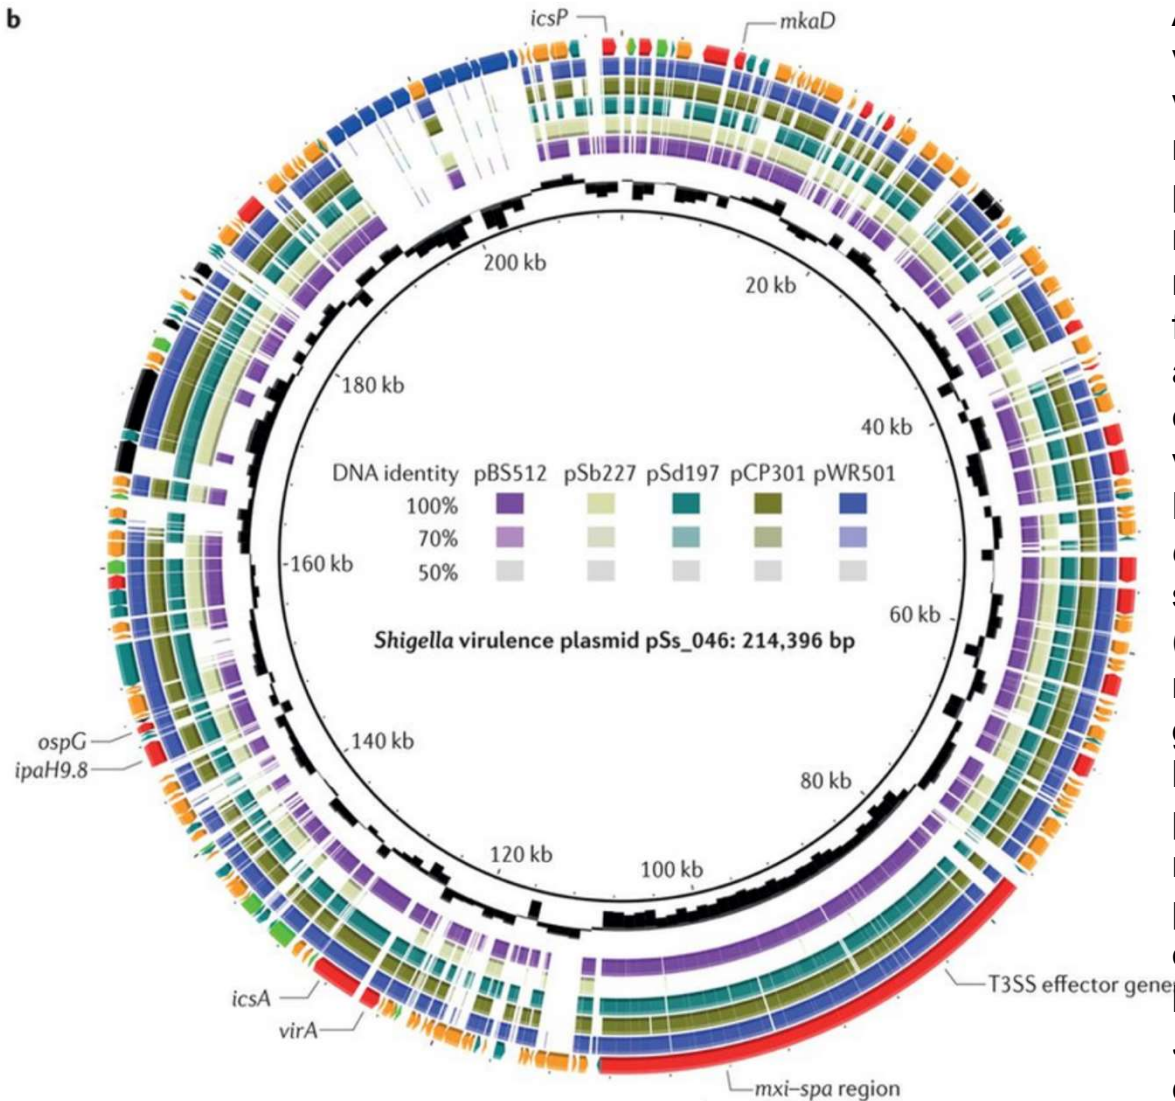 b
icsP
mkaD
200 kb
20 kb
180 kb
40 kb
DNA identity pBS512 pSb227 pSd197 pCP301 pWR501
100%
70%
50%
160 kb
60 kb
Shigella virulence plasmid pSs_046: 214,396 bp
ospG
ipaH9.8
140 kb
80 kb
120 kb
100 kb
icsA
virA
T3SS effector gene
mxi–spa region